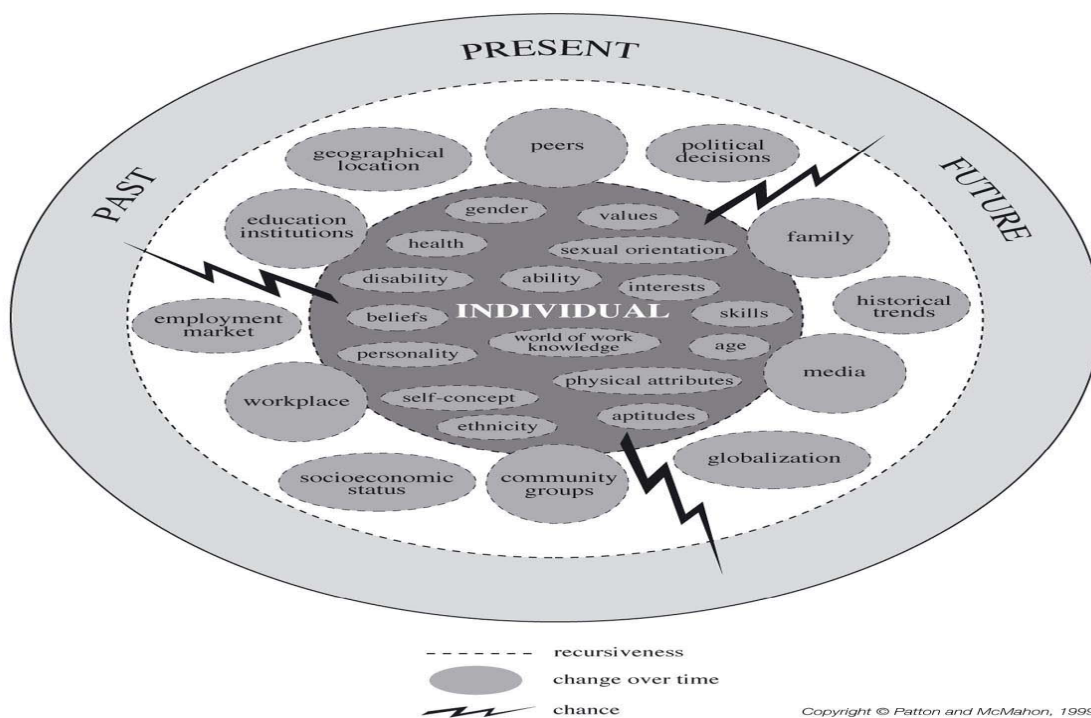 PRESENT
PAST
FUTURE
geographical
location
peers
political
decisions
education
institutions
gender
values
family
health
sexual orientation
disability
ability
interests
historical
trends
employment
market
beliefs
INDIVIDUAL
skills
personality
world of work
knowledge
age
media
workplace
physical attributes
self-concept
aptitudes
ethnicity
socioeconomic
status
community
groups
globalization
recursiveness
change over time
chance
Copyright © Patton and McMahon, 1999